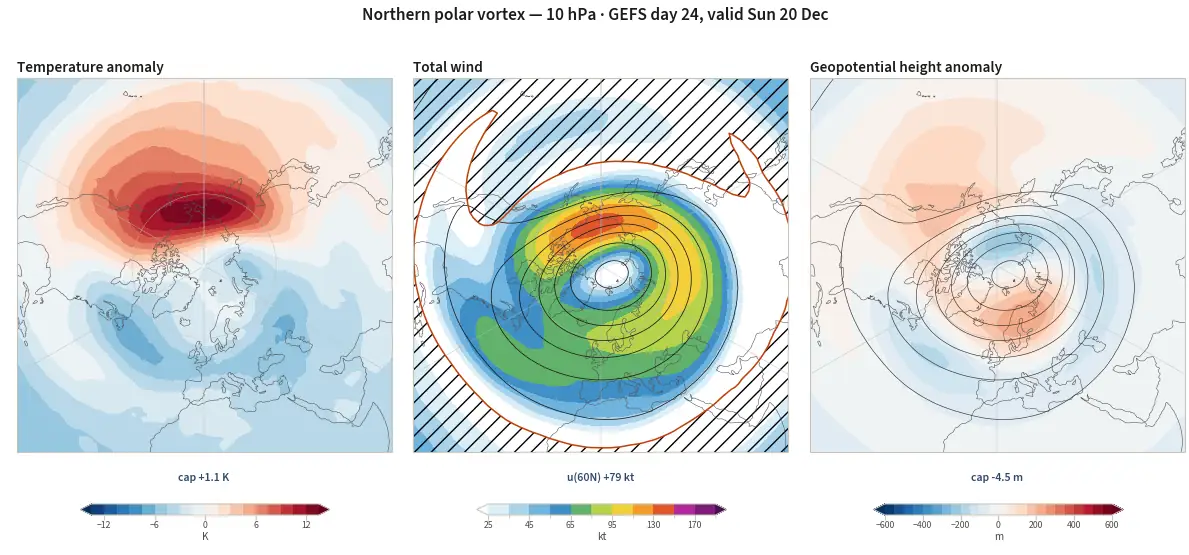 Northern polar vortex — 10 hPa · GEFS day 24, valid Sun 20 Dec
Temperature anomaly
Total wind
Geopotential height anomaly
cap +1.1 K
u(60N) +79 kt
cap -4.5 m
−12 −6 0 6 12
K
25 45 65 95 130 170
kt
−600 −400 −200 0 200 400 600
m